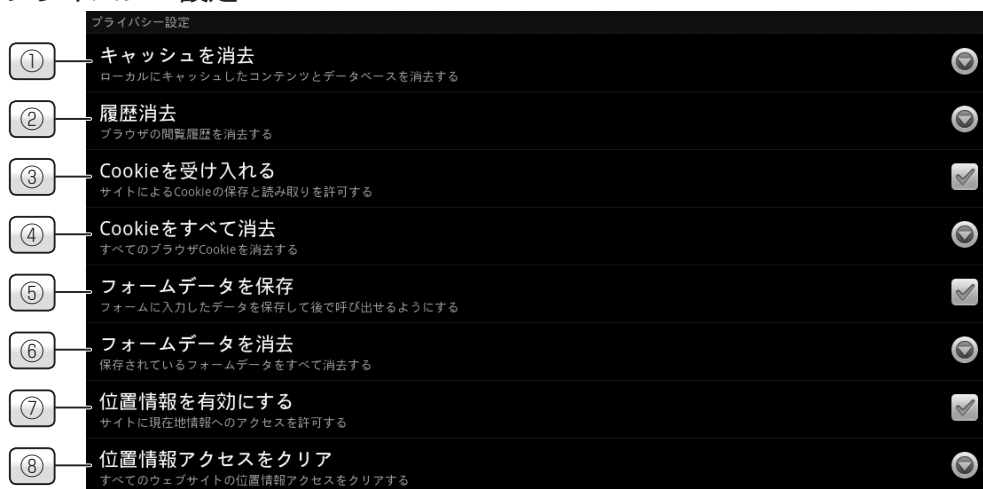 プライバシー設定
① キャッシュを消去
ローカルにキャッシュしたコンテンツとデータベースを消去する
② 履歴消去
ブラウザの閲覧履歴を消去する
③ Cookieを受け入れる
サイトによるCookieの保存と読み取りを許可する
④ Cookieをすべて消去
すべてのブラウザCookieを消去する
⑤ フォームデータを保存
フォームに入力したデータを保存して後で呼び出せるようにする
⑥ フォームデータを消去
保存されているフォームデータをすべて消去する
⑦ 位置情報を有効にする
サイトに現在地情報へのアクセスを許可する
⑧ 位置情報アクセスをクリア
すべてのウェブサイトの位置情報アクセスをクリアする